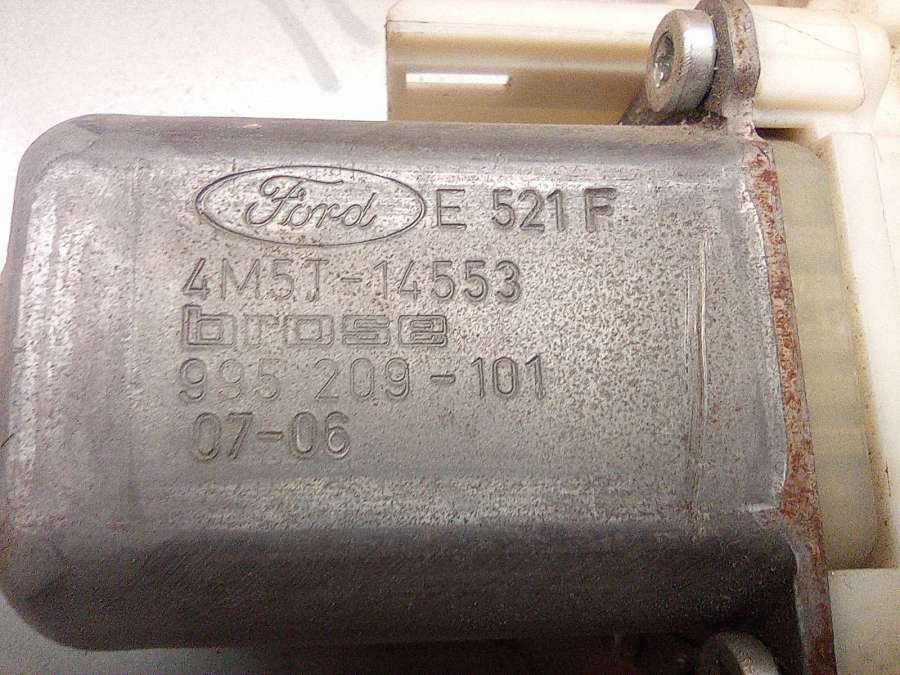 Ford E 521 F
4M5T-14553
brose
995 209-101
07-06